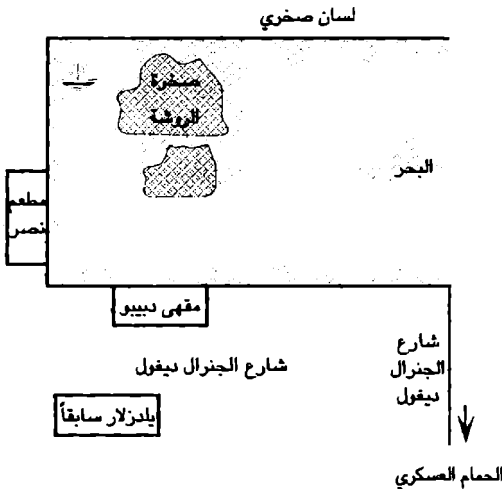 لسان صخري
صخرة
الروشة
البحر
مطعم
نصر
مقهى دبيبو
شارع
الجنرال
ديغول
شارع الجنرال ديغول
يلدزلار سابقاً
الحمام العسكري